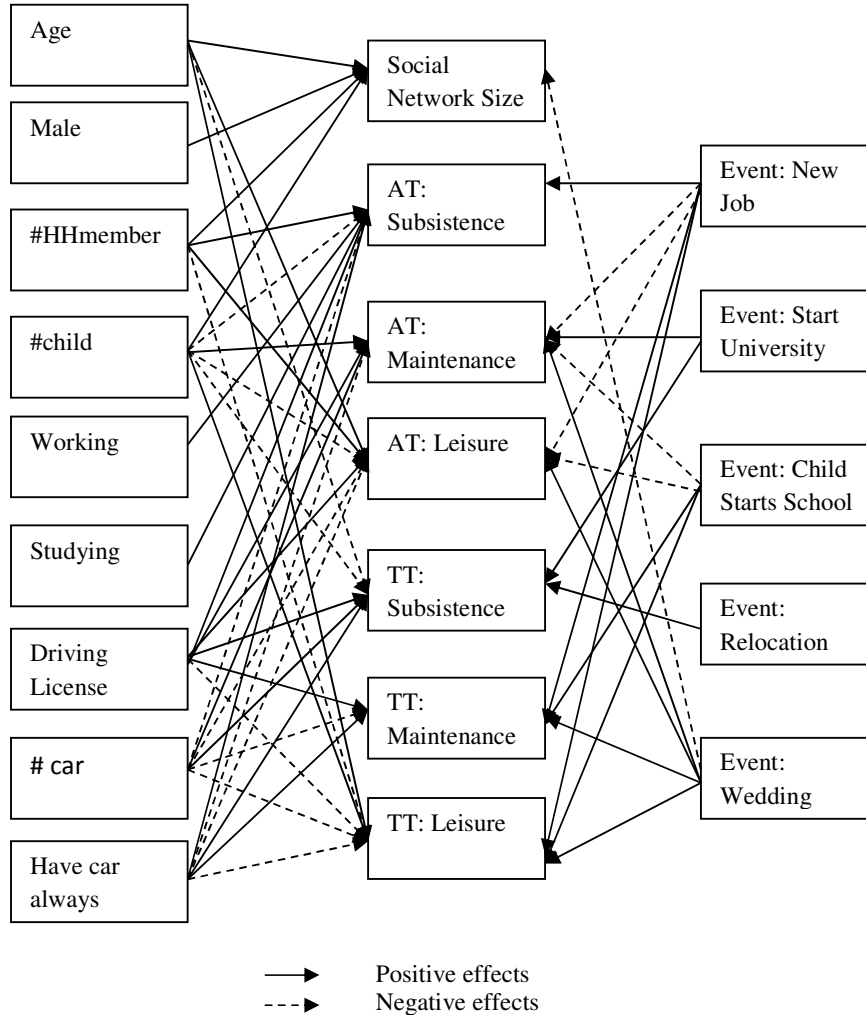 Age
Male
#HHmember
#child
Working
Studying
Driving
License
# car
Have car
always
Social
Network Size
AT:
Subsistence
AT:
Maintenance
AT: Leisure
TT:
Subsistence
TT:
Maintenance
TT: Leisure
Event: New
Job
Event: Start
University
Event: Child
Starts School
Event:
Relocation
Event:
Wedding
Positive effects
Negative effects